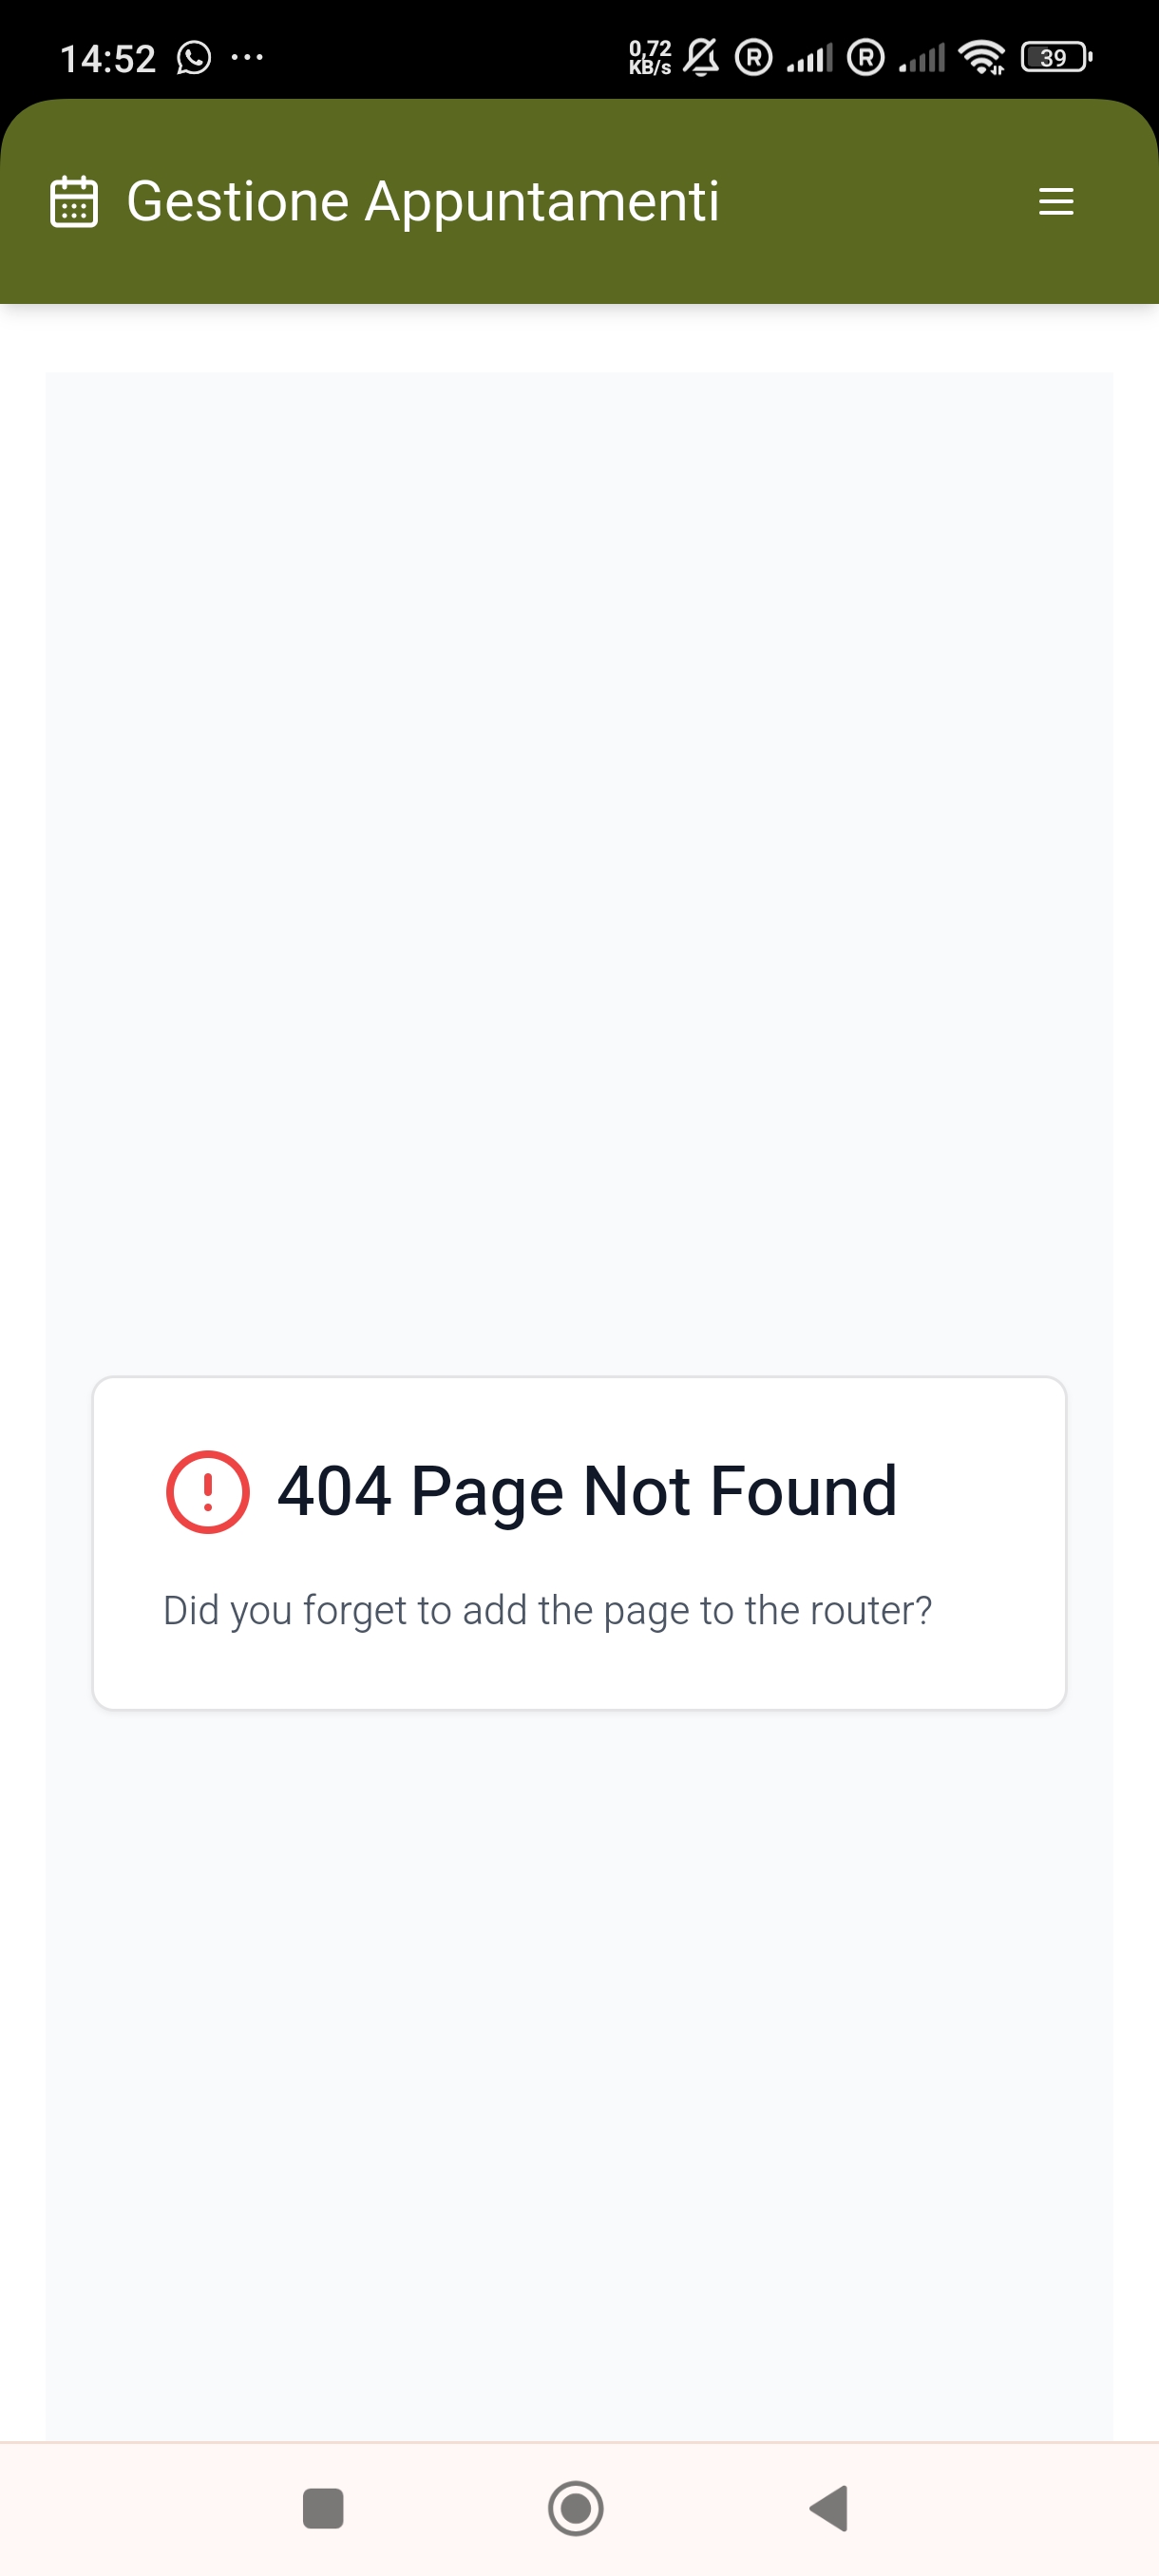 14:52
0,72
KB/s
R
R
39
Gestione Appuntamenti
404 Page Not Found
Did you forget to add the page to the router?